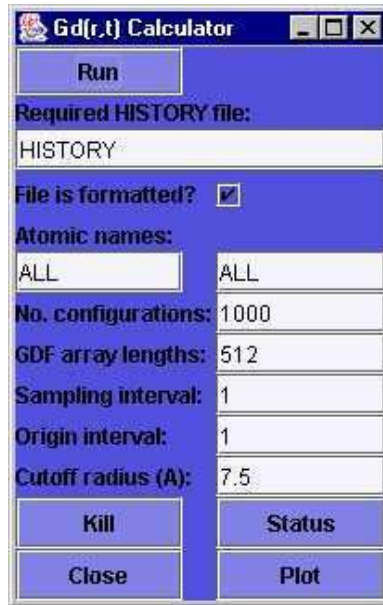 Gd(r,t) Calculator
Run
Required HISTORY file:
HISTORY
File is formatted?
Atomic names:
ALL ALL
No. configurations: 1000
GDF array lengths: 512
Sampling interval: 1
Origin interval: 1
Cutoff radius (A): 7.5
Kill Status
Close Plot